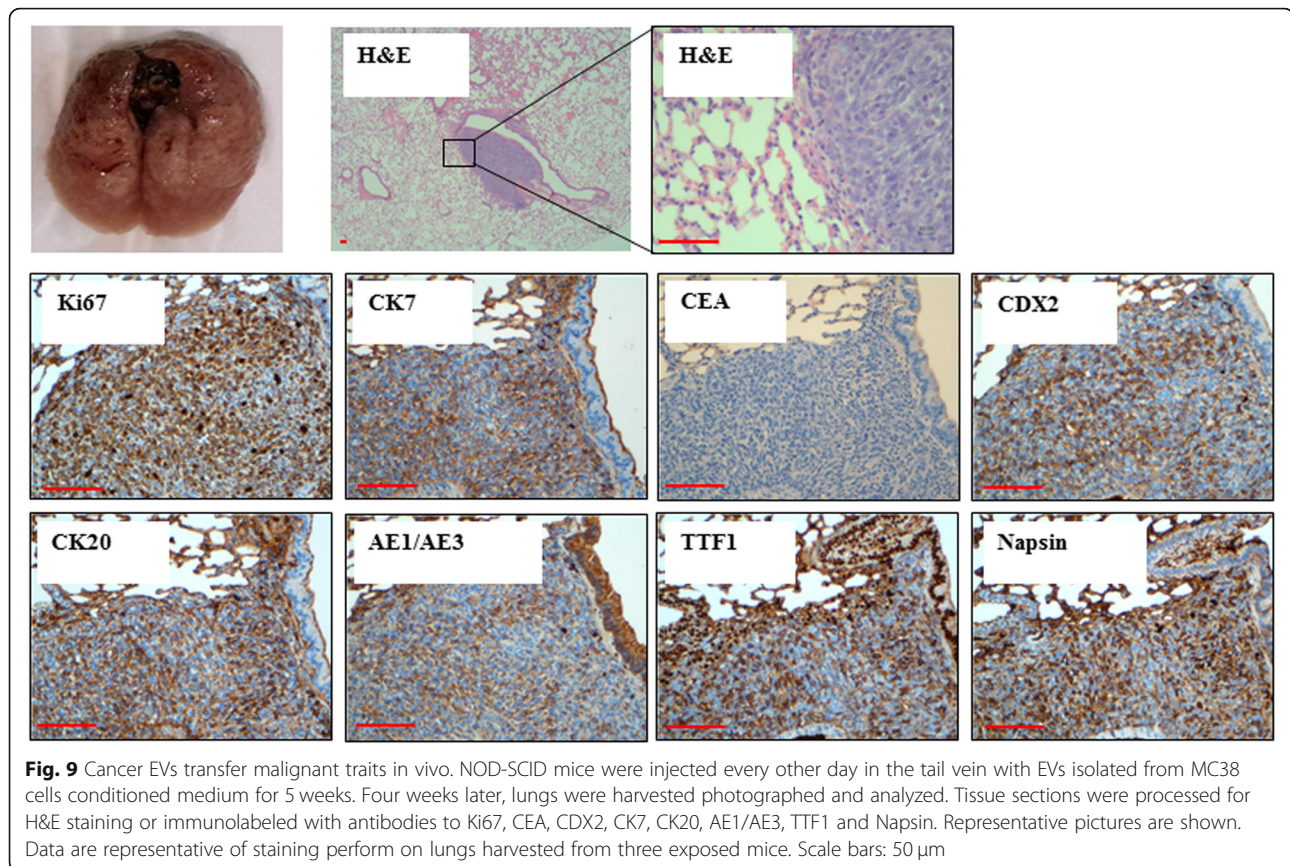 H&E
H&E
Ki67
CK7
CEA
CDX2
CK20
AE1/AE3
TTF1
Napsin
Fig. 9 Cancer EVs transfer malignant traits in vivo. NOD-SCID mice were injected every other day in the tail vein with EVs isolated from MC38
cells conditioned medium for 5 weeks. Four weeks later, lungs were harvested photographed and analyzed. Tissue sections were processed for
H&E staining or immunolabeled with antibodies to Ki67, CEA, CDX2, CK7, CK20, AE1/AE3, TTF1 and Napsin. Representative pictures are shown.
Data are representative of staining perform on lungs harvested from three exposed mice. Scale bars: 50 μm